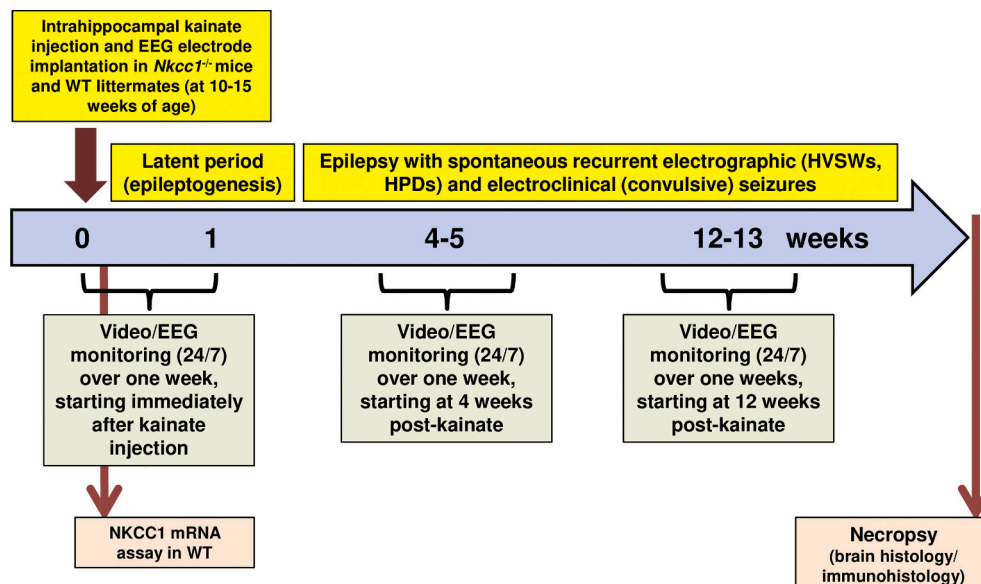 Intrahippocampal kainate
injection and EEG electrode
implantation in Nkcc1-/- mice
and WT littermates (at 10-15
weeks of age)
Latent period
(epileptogenesis)
Epilepsy with spontaneous recurrent electrographic (HVSWs,
HPDs) and electroclinical (convulsive) seizures
0 1 4-5 12-13 weeks
Video/EEG
monitoring (24/7)
over one week,
starting immediately
after kainate
injection
Video/EEG
monitoring (24/7)
over one week,
starting at 4 weeks
post-kainate
Video/EEG
monitoring (24/7)
over one weeks,
starting at 12 weeks
post-kainate
NKCC1 mRNA
assay in WT
Necropsy
(brain histology/
immunohistology)